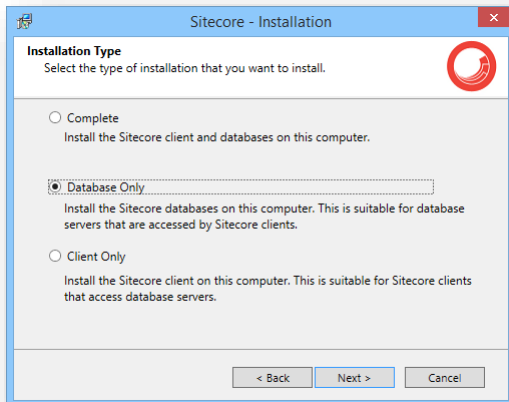 Sitecore - Installation
Installation Type
Select the type of installation that you want to install.
Complete
Install the Sitecore client and databases on this computer.
Database Only
Install the Sitecore databases on this computer. This is suitable for database
servers that are accessed by Sitecore clients.
Client Only
Install the Sitecore client on this computer. This is suitable for Sitecore clients
that access database servers.
< Back Next > Cancel